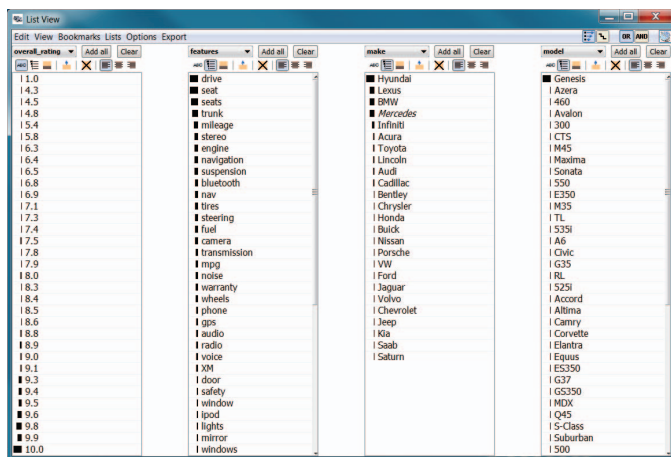 List View
Edit View Bookmarks Lists Options Export
OR AND
overall_rating Add all Clear
ABC
1.0
4.3
4.5
4.8
5.4
5.8
6.3
6.4
6.5
6.8
6.9
7.1
7.3
7.4
7.5
7.8
7.9
8.0
8.3
8.4
8.5
8.6
8.8
8.9
9.0
9.1
9.3
9.4
9.5
9.6
9.8
9.9
10.0
features Add all Clear
ABC
drive
seat
seats
trunk
mileage
stereo
engine
navigation
suspension
bluetooth
nav
tires
steering
fuel
camera
transmission
mpg
noise
warranty
wheels
phone
gps
audio
radio
voice
XM
door
safety
window
ipod
lights
mirror
windows
make Add all Clear
ABC
Hyundai
Lexus
BMW
Mercedes
Infiniti
Acura
Toyota
Lincoln
Audi
Cadillac
Bentley
Chrysler
Honda
Buick
Nissan
Porsche
VW
Ford
Jaguar
Volvo
Chevrolet
Jeep
Kia
Saab
Saturn
model Add all Clear
ABC
Genesis
Azera
460
Avalon
300
CTS
M45
Maxima
Sonata
550
E350
M35
TL
535i
A6
Civic
G35
RL
525i
Accord
Altima
Camry
Corvette
Elantra
Equus
ES350
G37
GS350
MDX
Q45
S-Class
Suburban
500